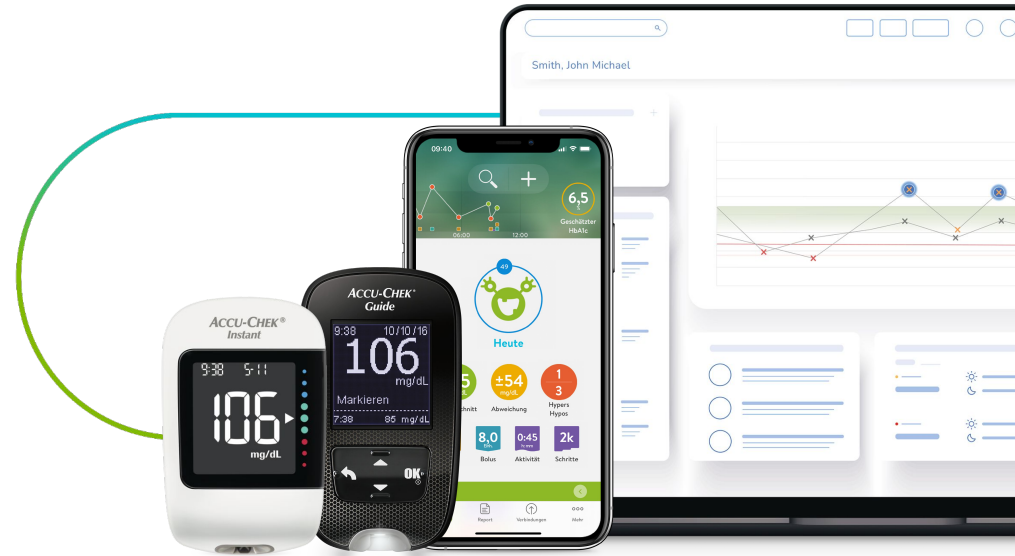 Smith, John Michael
09:40
6,5
%
Geschätzter
HbA1c
06:00 12:00
49
Heute
±54
mg/dL
1
3
Abweichung
Hypers
Hypos
8,0
0:45
2k
Bolus
Aktivität
Schritte
Report
Verbindungen
Mehr
ACCU-CHEK®
Instant
9:38 5-11
106
mg/dL
ACCU-CHEK®
Guide
9:38 10/10/16
106
mg/dL
Markieren
7:38 85 mg/dL
OK